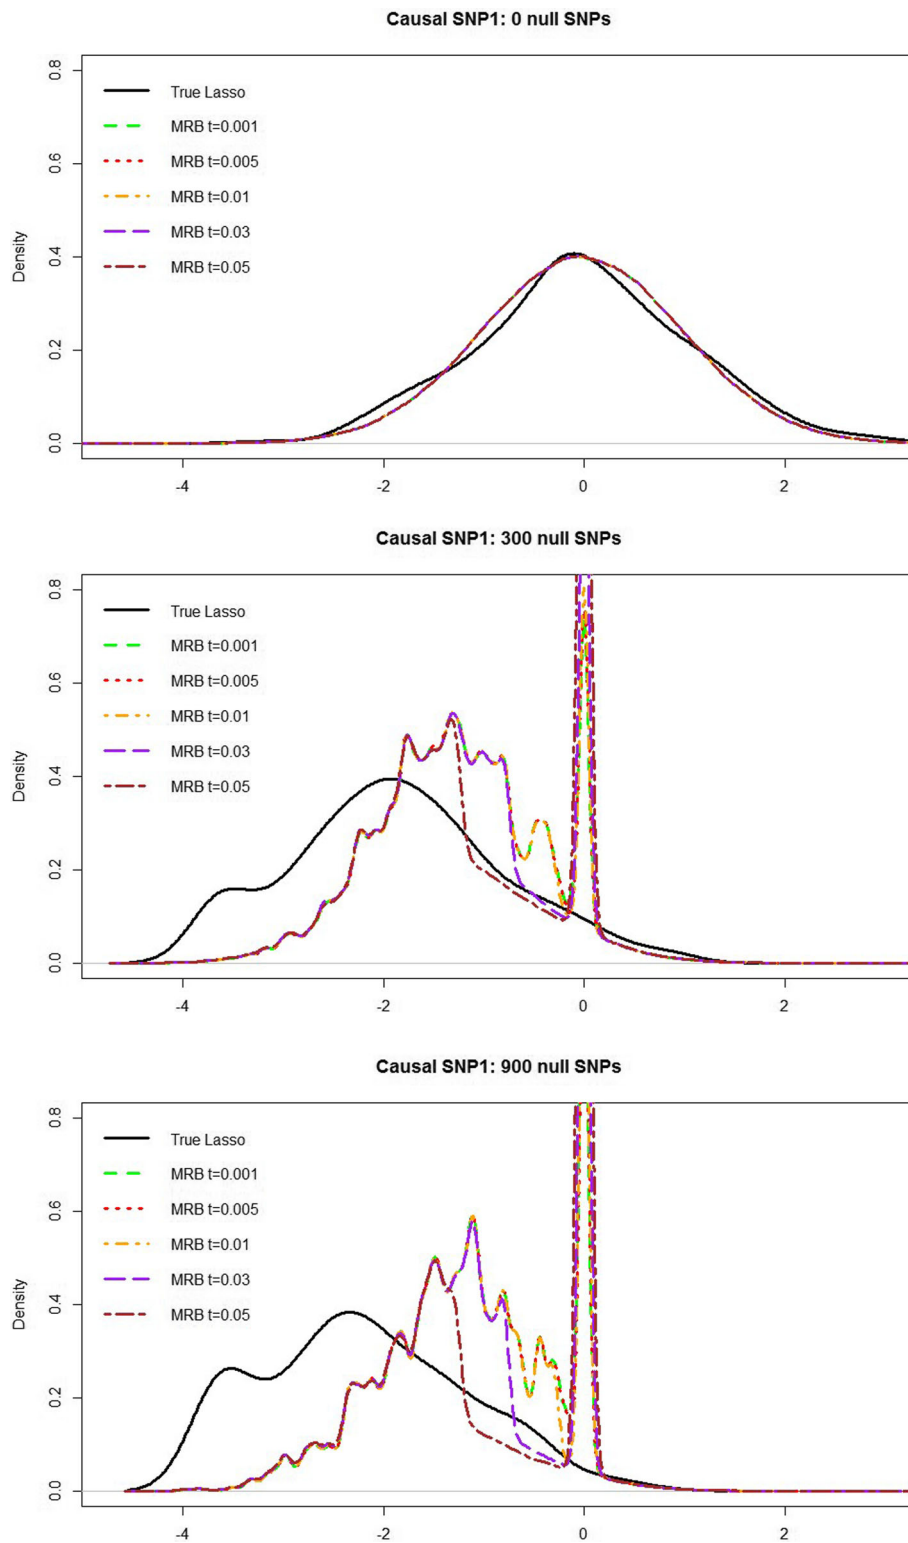 Causal SNP1: 0 null SNPs
0.8
0.6
0.4
0.2
0.0
Density
True Lasso
MRB t=0.001
MRB t=0.005
MRB t=0.01
MRB t=0.03
MRB t=0.05
-4 -2 0 2
Causal SNP1: 300 null SNPs
0.8
0.6
0.4
0.2
0.0
Density
True Lasso
MRB t=0.001
MRB t=0.005
MRB t=0.01
MRB t=0.03
MRB t=0.05
-4 -2 0 2
Causal SNP1: 900 null SNPs
0.8
0.6
0.4
0.2
0.0
Density
True Lasso
MRB t=0.001
MRB t=0.005
MRB t=0.01
MRB t=0.03
MRB t=0.05
-4 -2 0 2